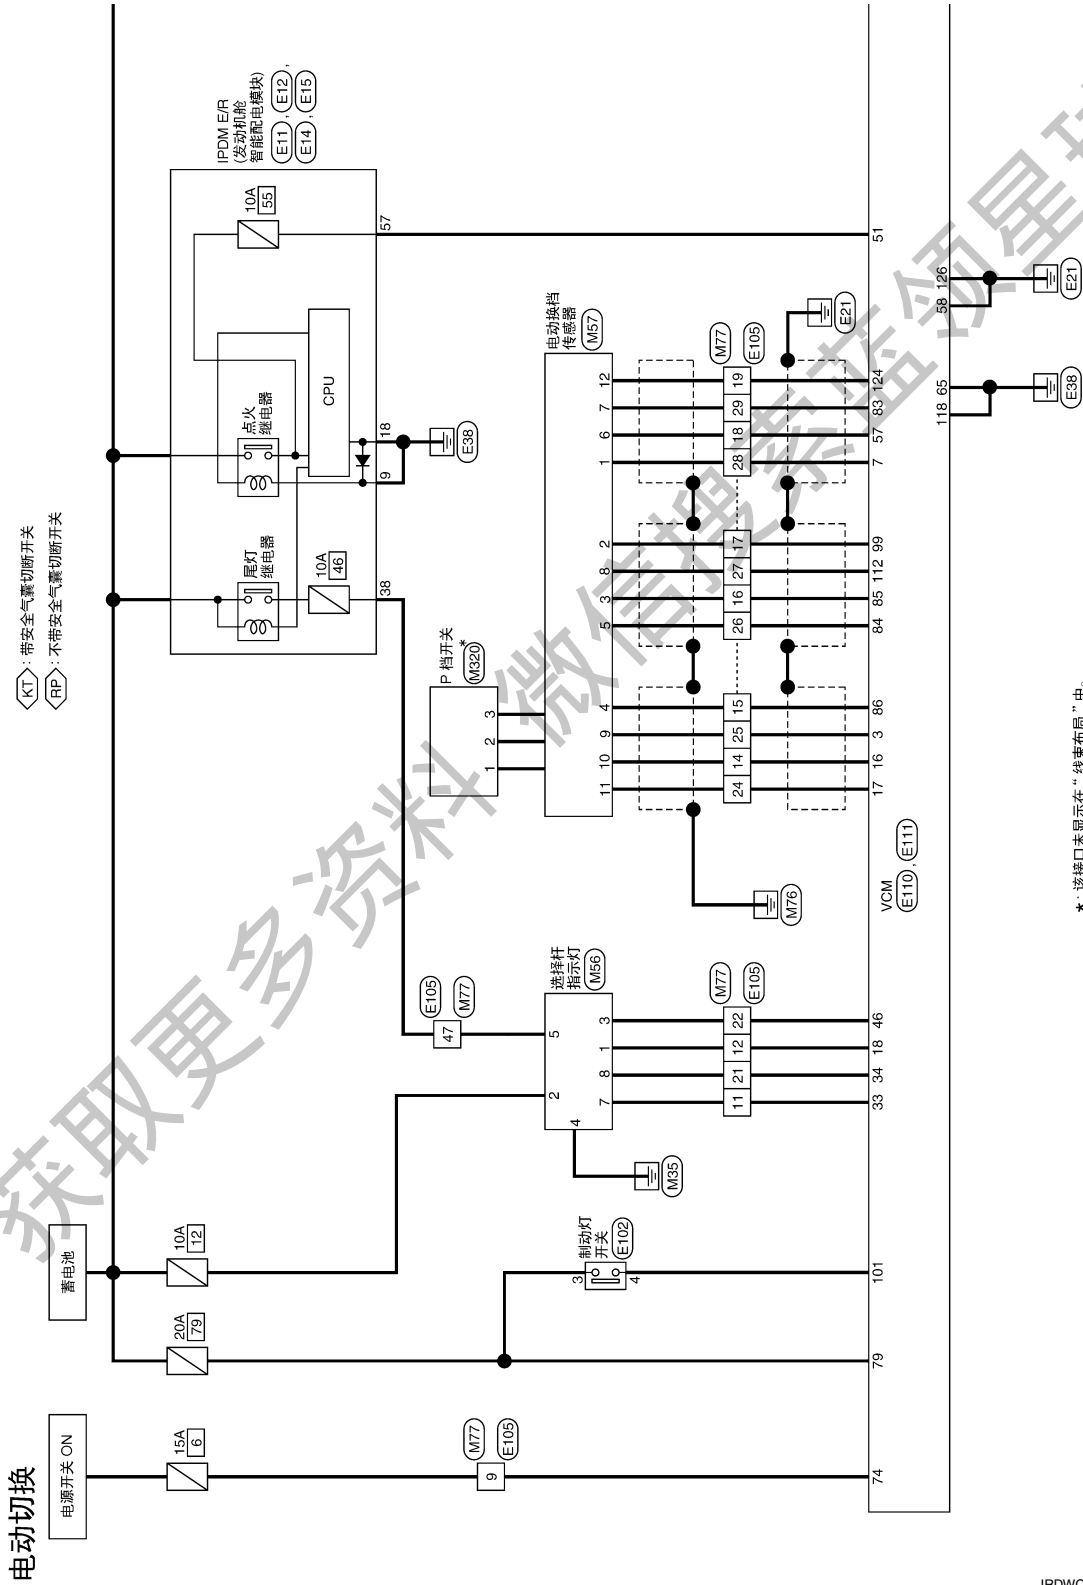 电动切换
KT : 带安全气囊切断开关
RP : 不带安全气囊切断开关
电源开关 ON
蓄电池
15A
6
20A
79
10A
12
IPDM E/R
(发动机舱
智能配电模块)
E11 , E12 ,
E14 , E15
尾灯
继电器
点火
继电器
10A
46
10A
55
CPU
38
9
18
57
E38
M77
E105
9
E105
M77
47
P 档开关
M320 *
1
2
3
制动灯
开关
E102
3
4
选择杆
指示灯
M56
2
5
4
7
8
1
3
M35
电动换档
传感器
M57
11
10
9
4
5
3
8
2
1
6
7
12
M77
E105
11
21
12
22
M77
E105
24
14
25
15
26
16
27
17
28
18
29
19
M76
E21
74
79
101
33
34
18
46
17
16
3
86
84
85
112
99
7
57
83
124
51
VCM
E110 , E111
118
65
58
126
E38
E21
获取更多资料 微信搜索蓝领星球